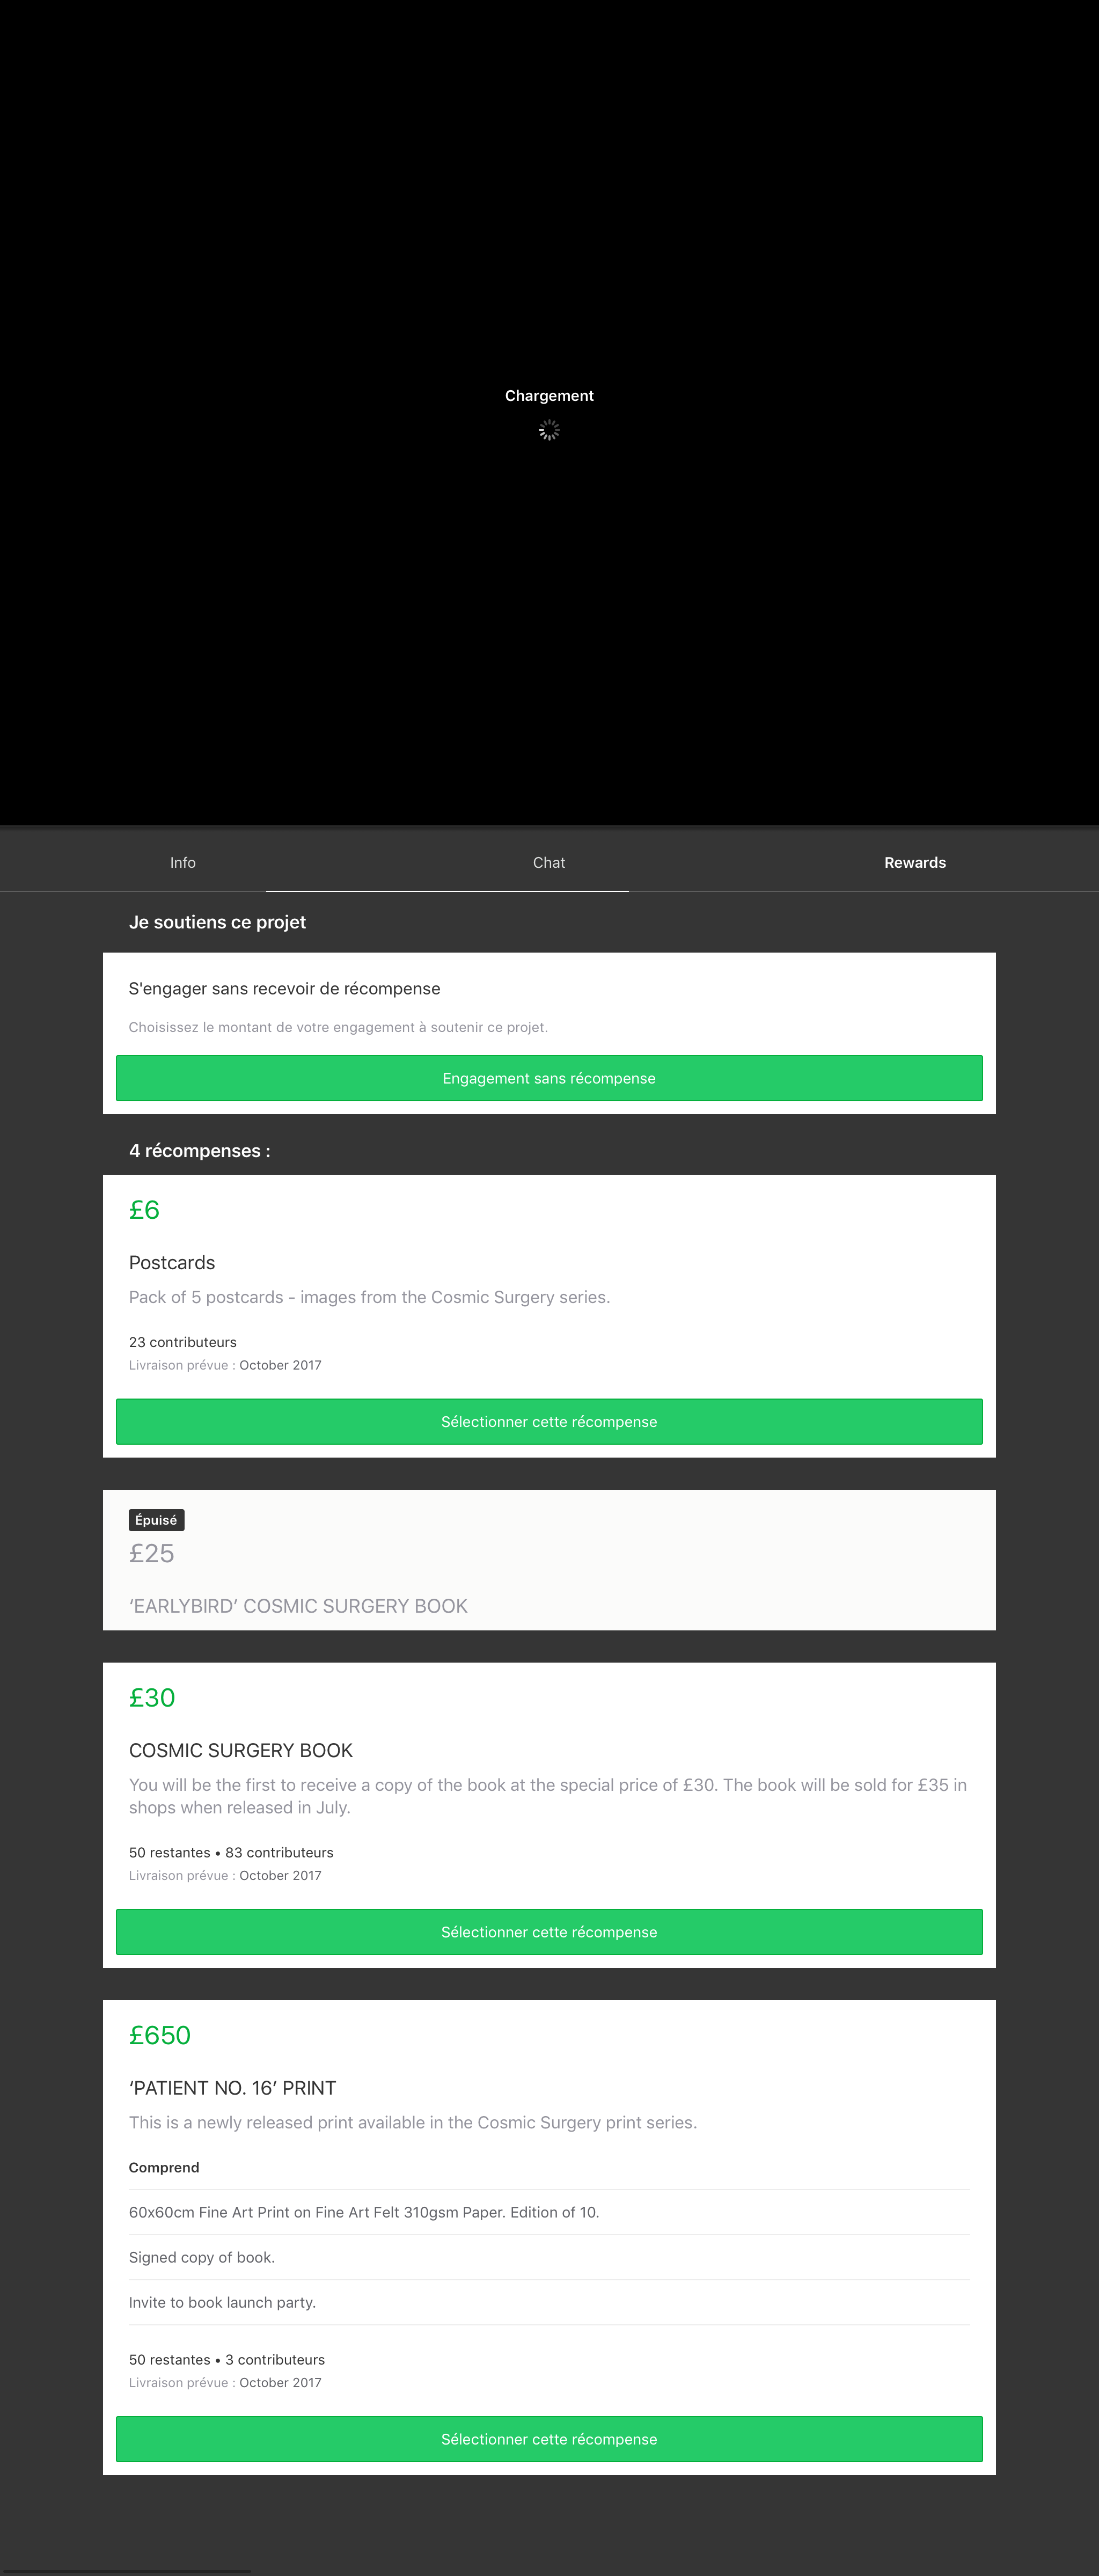 Chargement
Info
Chat
Rewards
Je soutiens ce projet
S'engager sans recevoir de récompense
Choisissez le montant de votre engagement à soutenir ce projet.
Engagement sans récompense
4 récompenses :
£6
Postcards
Pack of 5 postcards - images from the Cosmic Surgery series.
23 contributeurs
Livraison prévue : October 2017
Sélectionner cette récompense
Épuisé
£25
‘EARLYBIRD’ COSMIC SURGERY BOOK
£30
COSMIC SURGERY BOOK
You will be the first to receive a copy of the book at the special price of £30. The book will be sold for £35 in
shops when released in July.
50 restantes • 83 contributeurs
Livraison prévue : October 2017
Sélectionner cette récompense
£650
‘PATIENT NO. 16’ PRINT
This is a newly released print available in the Cosmic Surgery print series.
Comprend
60x60cm Fine Art Print on Fine Art Felt 310gsm Paper. Edition of 10.
Signed copy of book.
Invite to book launch party.
50 restantes • 3 contributeurs
Livraison prévue : October 2017
Sélectionner cette récompense